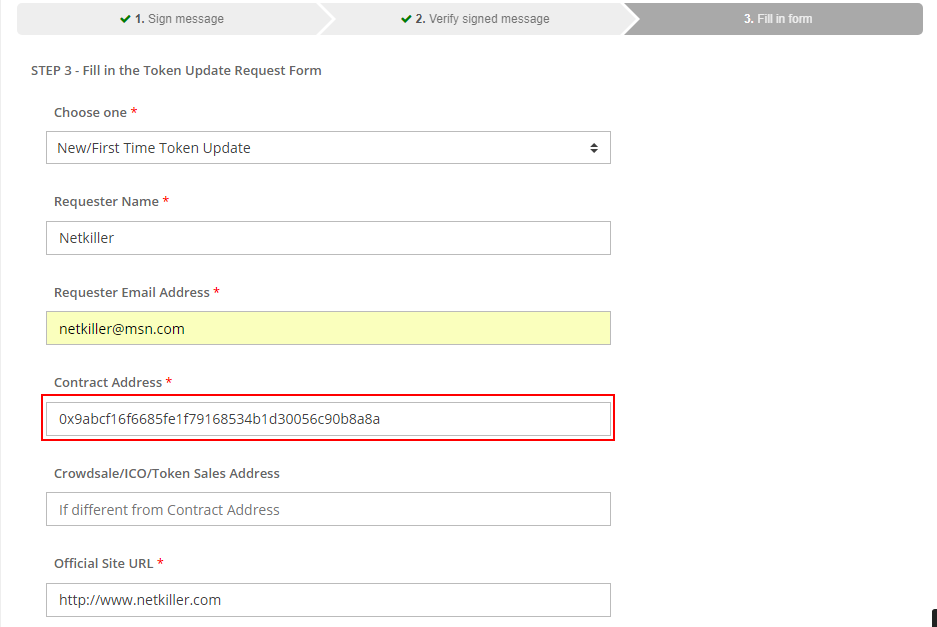 1. Sign message
2. Verify signed message
3. Fill in form
STEP 3 - Fill in the Token Update Request Form
Choose one *
New/First Time Token Update
Requester Name *
Netkiller
Requester Email Address *
netkiller@msn.com
Contract Address *
0x9abcf16f6685fe1f79168534b1d30056c90b8a8a
Crowdsale/ICO/Token Sales Address
If different from Contract Address
Official Site URL *
http://www.netkiller.com